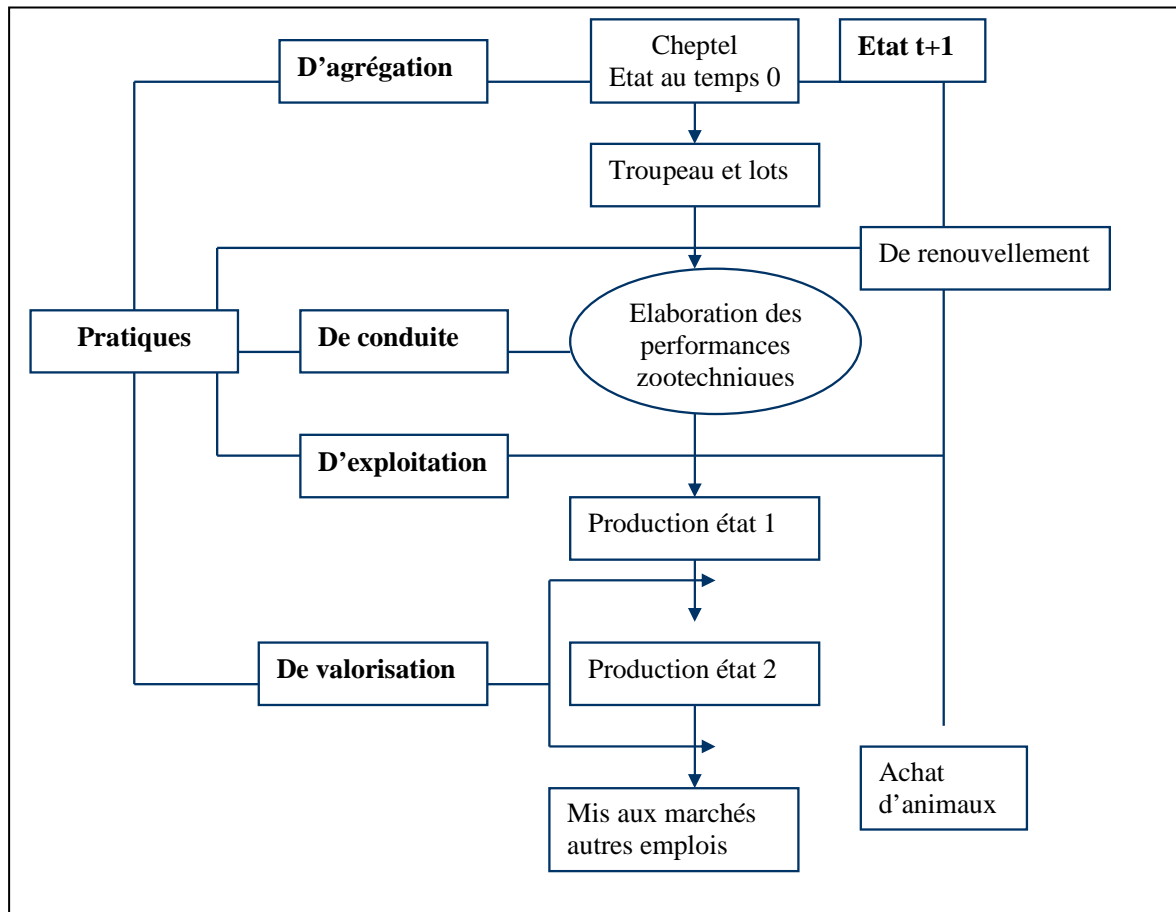 D’agrégation
Cheptel
Etat au temps 0
Etat t+1
Troupeau et lots
De renouvellement
Pratiques
De conduite
Elaboration des
performances
zootechniques
D’exploitation
Production état 1
De valorisation
Production état 2
Achat
d’animaux
Mis aux marchés
autres emplois